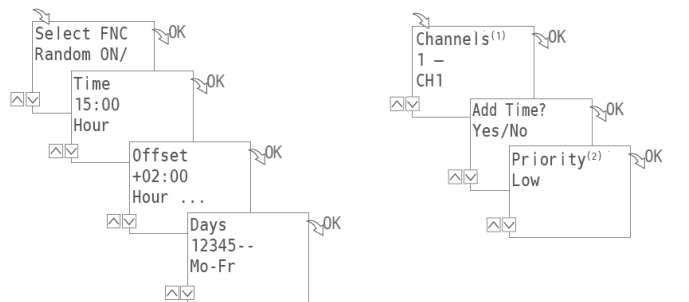 Select FNC
Random ON/
OK
Time
15:00
Hour
OK
Offset
+02:00
Hour ...
OK
Days
12345--
Mo-Fr
OK
Channels(1)
1 –
CH1
OK
Add Time?
Yes/No
OK
Priority(2)
Low
OK